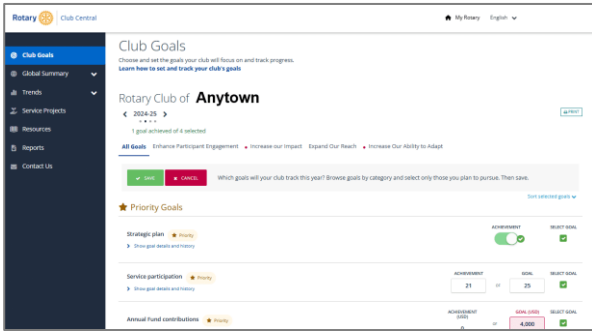 Rotary Club Central
My Rotary English
Club Goals
Global Summary
Trends
Service Projects
Resources
Reports
Contact Us
Club Goals
Choose and set the goals your club will focus on and track progress.
Learn how to set and track your club's goals
Rotary Club of Anytown
2024-25
PRINT
1 goal achieved of 4 selected
All Goals Enhance Participant Engagement Increase our Impact Expand Our Reach Increase Our Ability to Adapt
SAVE CANCEL Which goals will your club track this year? Browse goals by category and select only those you plan to pursue. Then save.
Sort selected goals
Priority Goals
ACHIEVEMENT SELECT GOAL
Strategic plan Priority
Show goal details and history
ACHIEVEMENT GOAL SELECT GOAL
Service participation Priority 21 of 25
Show goal details and history
ACHIEVEMENT (USD) GOAL (USD) SELECT GOAL
Annual Fund contributions Priority 0 of 4,000